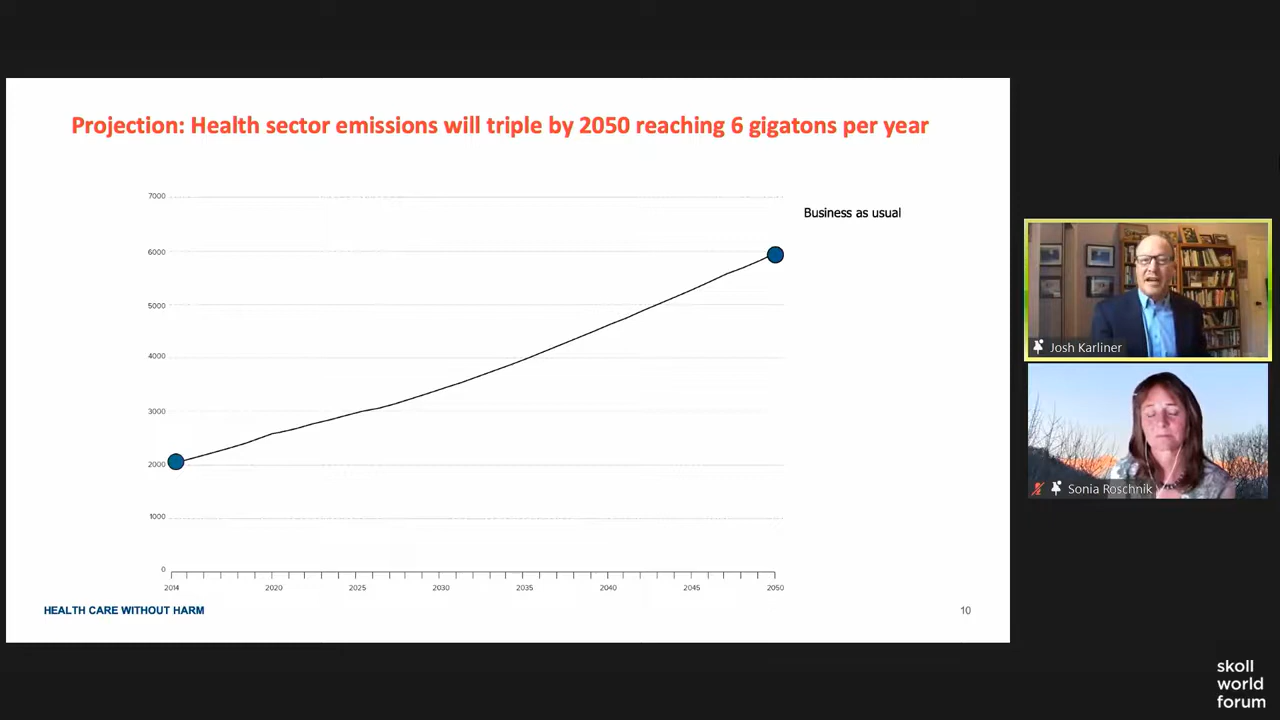 Projection: Health sector emissions will triple by 2050 reaching 6 gigatons per year
7000
6000
5000
4000
3000
2000
1000
0
Business as usual
2014 2020 2025 2030 2035 2040 2045 2050
HEALTH CARE WITHOUT HARM
10
Josh Karliner
Sonia Roschnik
skoll
world
forum